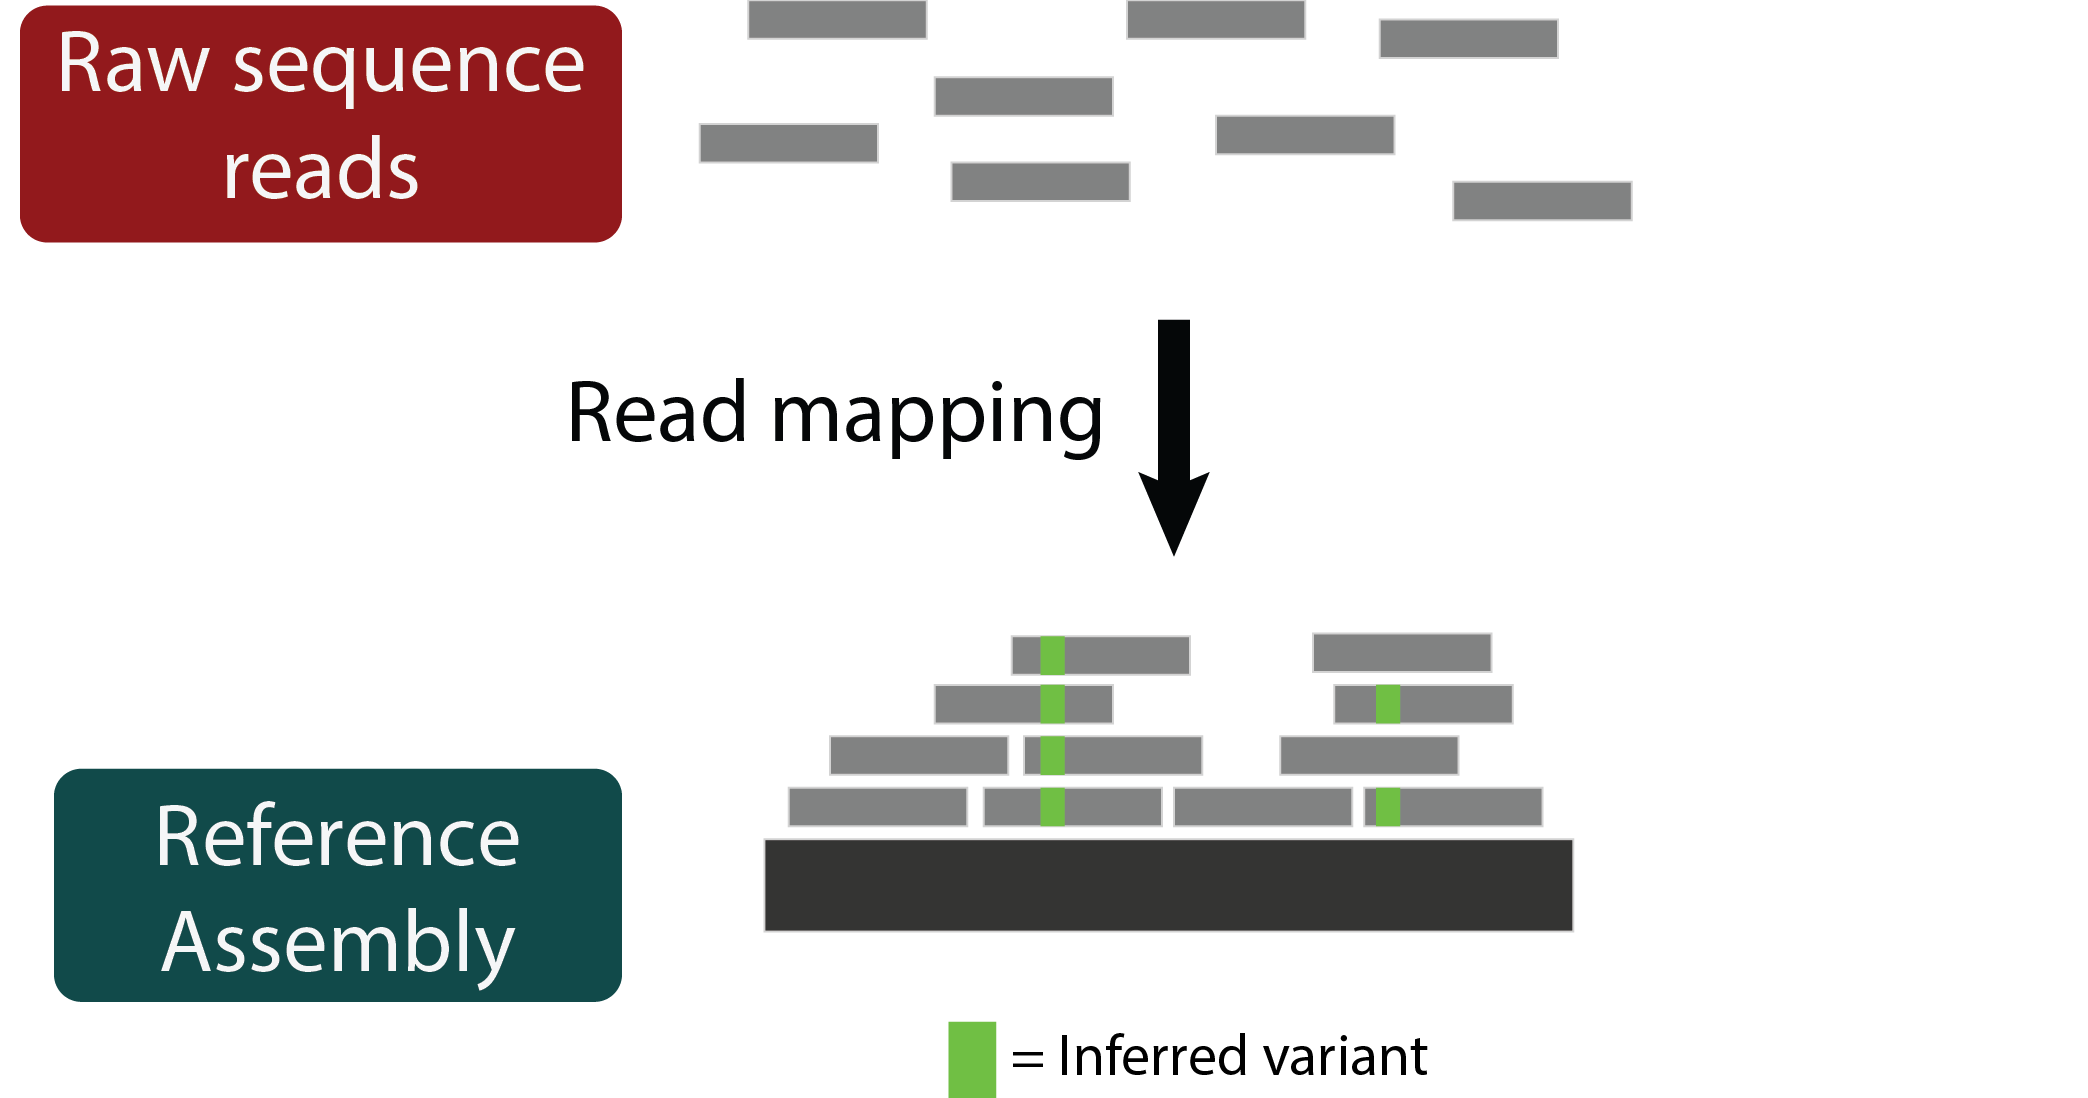 Raw sequence
reads
Read mapping
Reference
Assembly
= Inferred variant